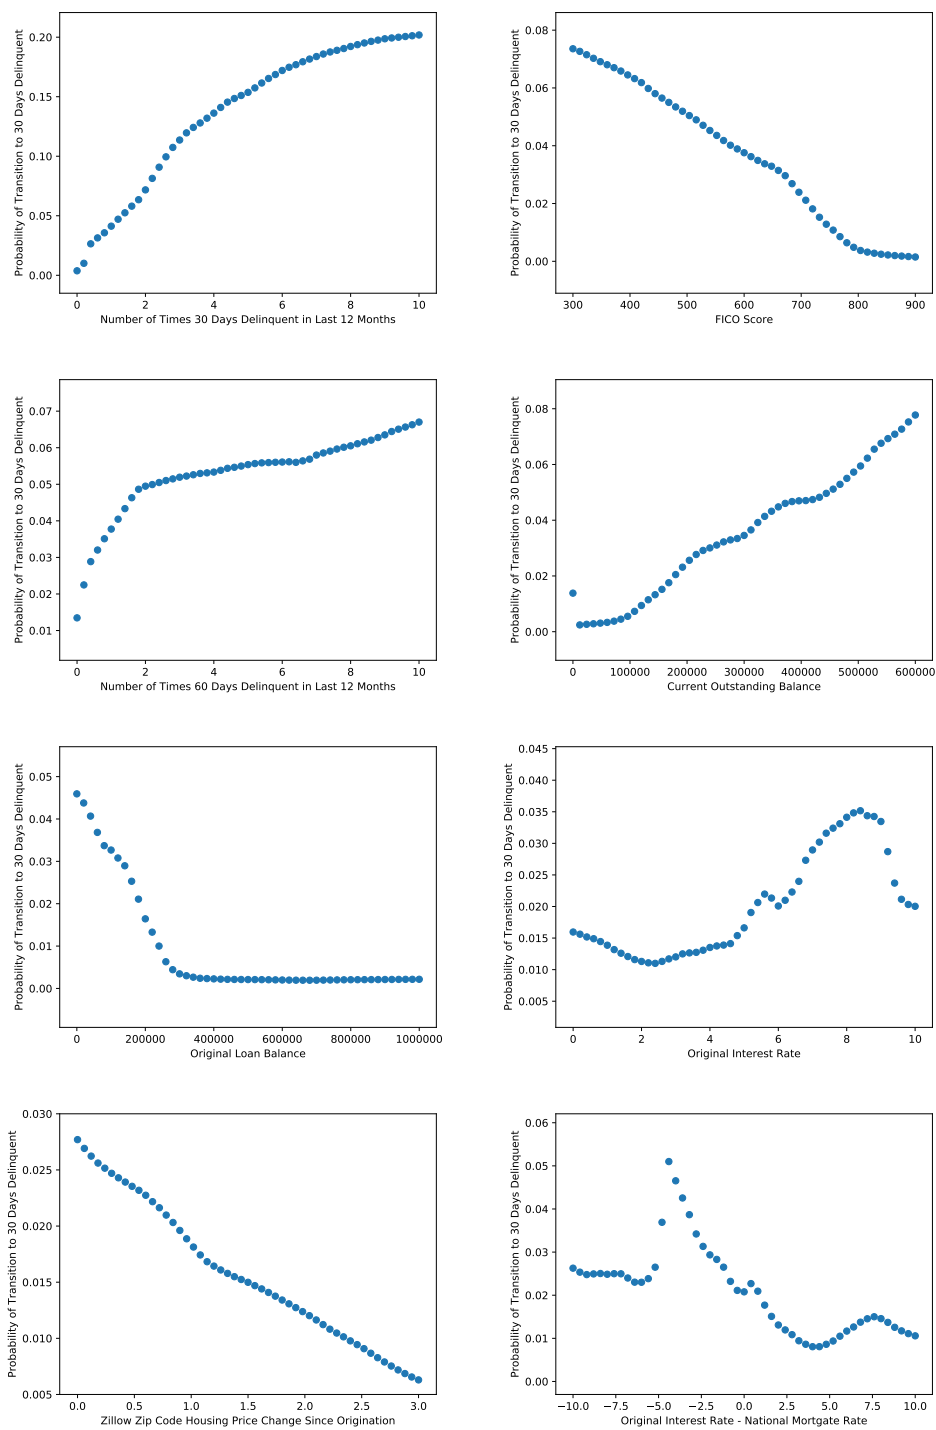 Probability of Transition to 30 Days Delinquent
0.20
0.15
0.10
0.05
0.00
0 2 4 6 8 10
Number of Times 30 Days Delinquent in Last 12 Months
Probability of Transition to 30 Days Delinquent
0.08
0.06
0.04
0.02
0.00
300 400 500 600 700 800 900
FICO Score
Probability of Transition to 30 Days Delinquent
0.07
0.06
0.05
0.04
0.03
0.02
0.01
0 2 4 6 8 10
Number of Times 60 Days Delinquent in Last 12 Months
Probability of Transition to 30 Days Delinquent
0.08
0.06
0.04
0.02
0.00
0 100000 200000 300000 400000 500000 600000
Current Outstanding Balance
Probability of Transition to 30 Days Delinquent
0.05
0.04
0.03
0.02
0.01
0.00
0 200000 400000 600000 800000 1000000
Original Loan Balance
Probability of Transition to 30 Days Delinquent
0.045
0.040
0.035
0.030
0.025
0.020
0.015
0.010
0.005
0 2 4 6 8 10
Original Interest Rate
Probability of Transition to 30 Days Delinquent
0.030
0.025
0.020
0.015
0.010
0.005
0.0 0.5 1.0 1.5 2.0 2.5 3.0
Zillow Zip Code Housing Price Change Since Origination
Probability of Transition to 30 Days Delinquent
0.06
0.05
0.04
0.03
0.02
0.01
0.00
−10.0 −7.5 −5.0 −2.5 0.0 2.5 5.0 7.5 10.0
Original Interest Rate - National Mortgate Rate